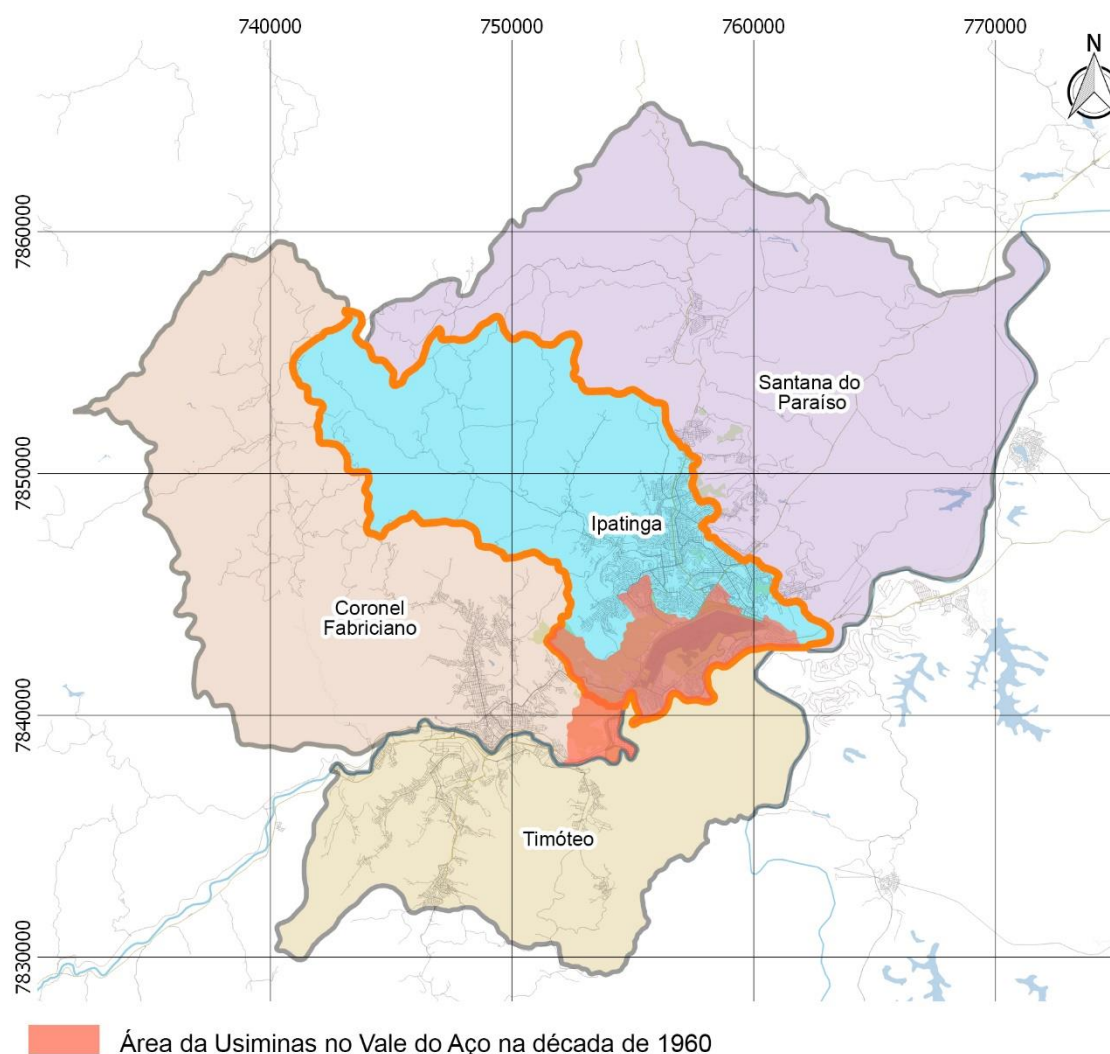 740000 750000 760000 770000
N
7860000
Santana do
Paraíso
7850000
Ipatinga
Coronel
Fabriciano
7840000
Timóteo
7830000
Área da Usiminas no Vale do Aço na década de 1960